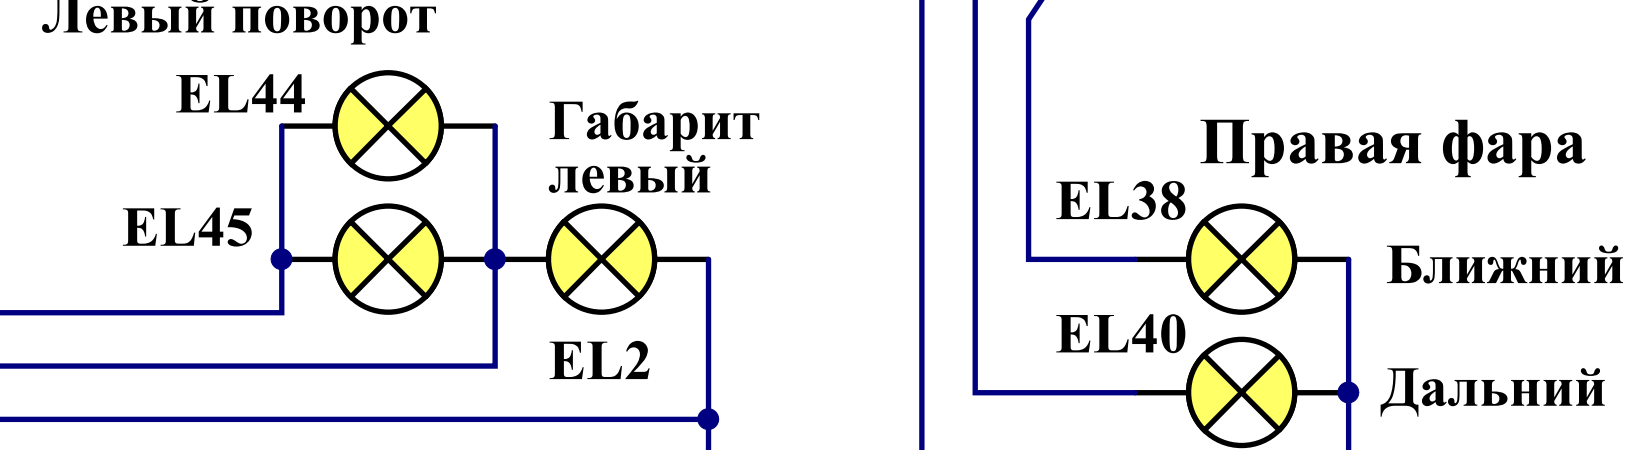 Левый поворот
EL44
Габарит
левый
EL45
EL2
Правая фара
EL38
Ближний
EL40
Дальний